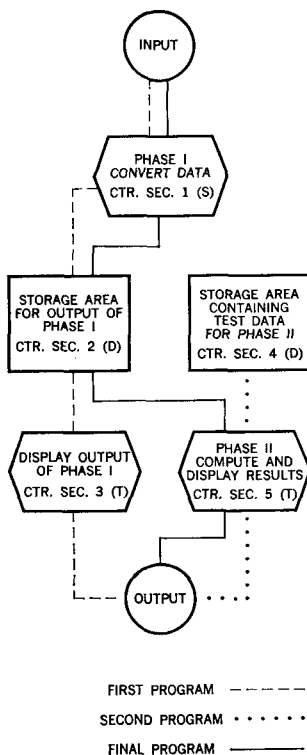 INPUT
PHASE I
CONVERT DATA
CTR. SEC. 1 (S)
STORAGE AREA
FOR OUTPUT OF
PHASE I
CTR. SEC. 2 (D)
STORAGE AREA
CONTAINING
TEST DATA
FOR PHASE II
CTR. SEC. 4 (D)
DISPLAY OUTPUT
OF PHASE I
CTR. SEC. 3 (T)
PHASE II
COMPUTE AND
DISPLAY RESULTS
CTR. SEC. 5 (T)
OUTPUT
FIRST PROGRAM
SECOND PROGRAM
FINAL PROGRAM